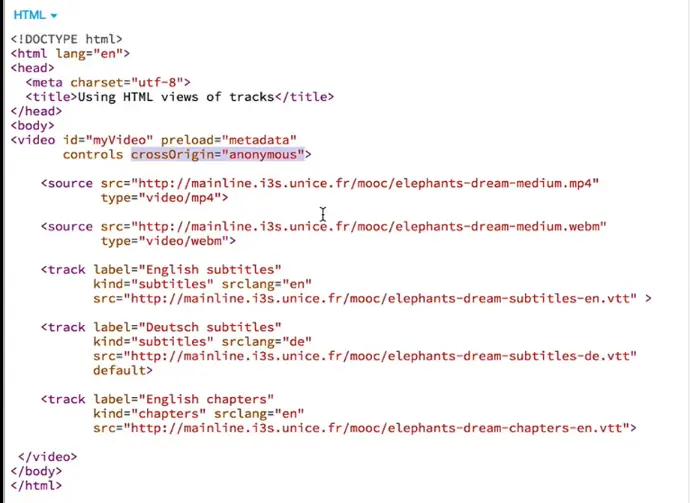 HTML
<!DOCTYPE html>
<html lang="en">
<head>
  <meta charset="utf-8">
  <title>Using HTML views of tracks</title>
</head>
<body>
<video id="myVideo" preload="metadata"
       controls crossOrigin="anonymous">
    <source src="http://mainline.i3s.unice.fr/mooc/elephants-dream-medium.mp4"
            type="video/mp4">
    <source src="http://mainline.i3s.unice.fr/mooc/elephants-dream-medium.webm"
            type="video/webm">
    <track label="English subtitles"
           kind="subtitles" srclang="en"
           src="http://mainline.i3s.unice.fr/mooc/elephants-dream-subtitles-en.vtt" >
    <track label="Deutsch subtitles"
           kind="subtitles" srclang="de"
           src="http://mainline.i3s.unice.fr/mooc/elephants-dream-subtitles-de.vtt"
           default>
    <track label="English chapters"
           kind="chapters" srclang="en"
           src="http://mainline.i3s.unice.fr/mooc/elephants-dream-chapters-en.vtt">
 </video>
</body>
</html>